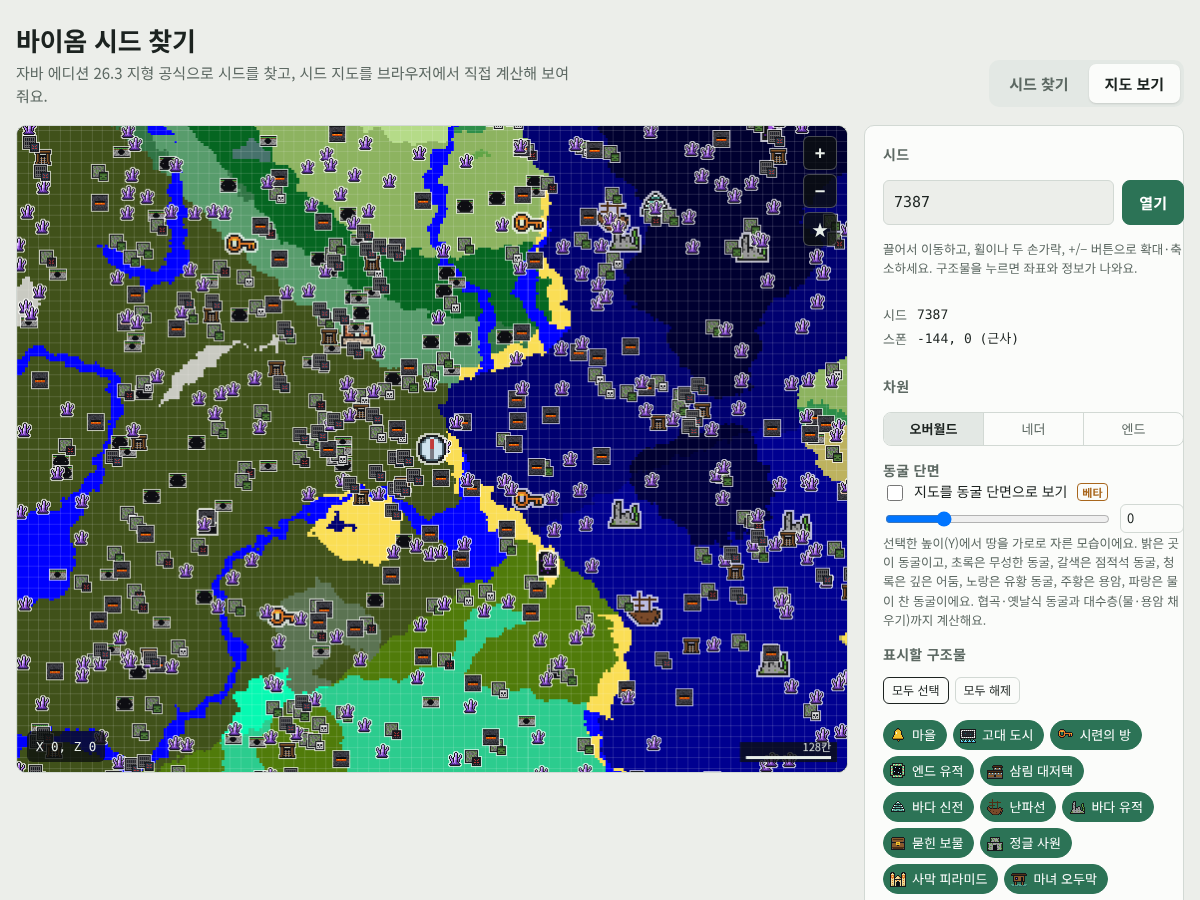 바이옴 시드 찾기
자바 에디션 26.3 지형 공식으로 시드를 찾고, 시드 지도를 브라우저에서 직접 계산해 보여
줘요.
시드 찾기
지도 보기
+
−
★
X 0, Z 0
128칸
시드
7387
열기
끌어서 이동하고, 휠이나 두 손가락, +/− 버튼으로 확대·축
소하세요. 구조물을 누르면 좌표와 정보가 나와요.
시드 7387
스폰 -144, 0 (근사)
차원
오버월드
네더
엔드
동굴 단면
지도를 동굴 단면으로 보기 베타
0
선택한 높이(Y)에서 땅을 가로로 자른 모습이에요. 밝은 곳
이 동굴이고, 초록은 무성한 동굴, 갈색은 점적석 동굴, 청
록은 깊은 어둠, 노랑은 유황 동굴, 주황은 용암, 파랑은 물
이 찬 동굴이에요. 협곡·옛날식 동굴과 대수층(물·용암 채
우기)까지 계산해요.
표시할 구조물
모두 선택
모두 해제
마을
고대 도시
시련의 방
엔드 유적
삼림 대저택
바다 신전
난파선
바다 유적
묻힌 보물
정글 사원
사막 피라미드
마녀 오두막